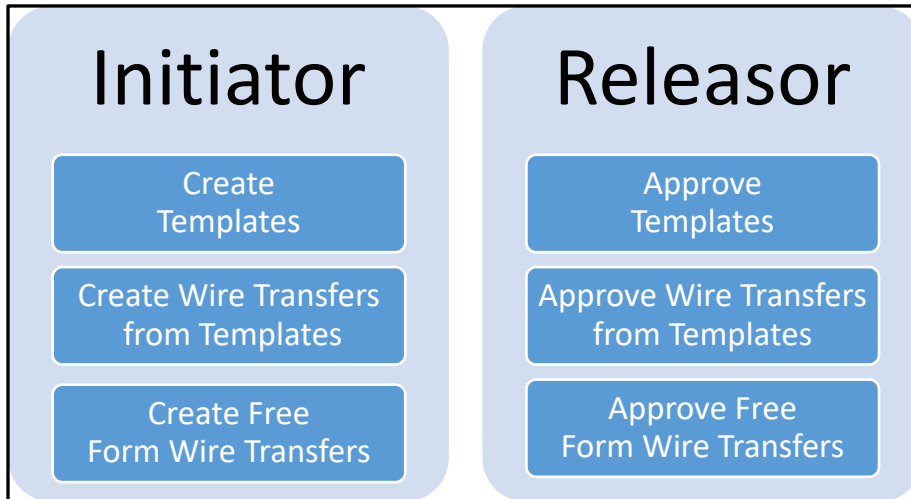 Initiator
Create
Templates
Create Wire Transfers
from Templates
Create Free
Form Wire Transfers
Releasor
Approve
Templates
Approve Wire Transfers
from Templates
Approve Free
Form Wire Transfers